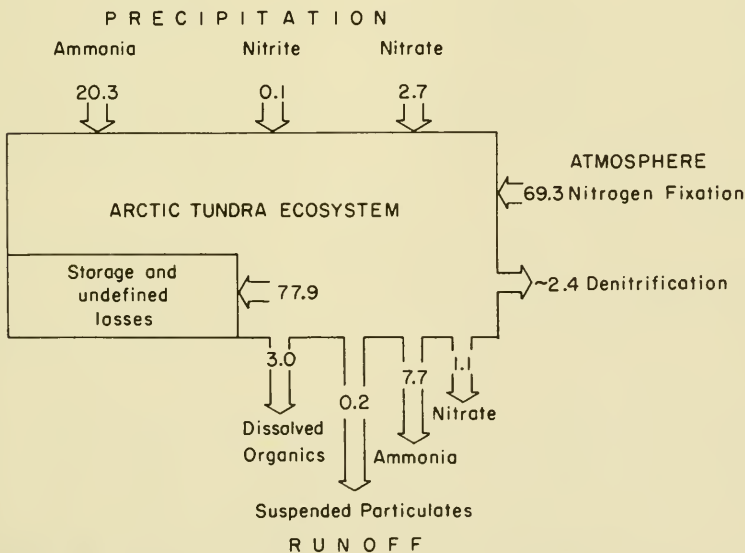 PRECIPITATION
Ammonia Nitrite Nitrate
20.3 0.1 2.7
ATMOSPHERE
69.3 Nitrogen Fixation
ARCTIC TUNDRA ECOSYSTEM
Storage and
undefined
losses
77.9
~2.4 Denitrification
3.0
0.2
7.7
1.1
Nitrate
Dissolved
Organics
Ammonia
Suspended Particulates
RUNOFF